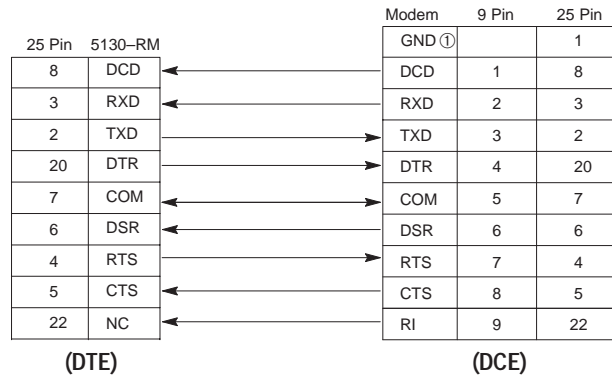 Modem 9 Pin 25 Pin
GND ① 1
25 Pin 5130–RM
8 DCD DCD 1 8
3 RXD RXD 2 3
2 TXD TXD 3 2
20 DTR DTR 4 20
7 COM COM 5 7
6 DSR DSR 6 6
4 RTS RTS 7 4
5 CTS CTS 8 5
22 NC RI 9 22
(DTE) (DCE)